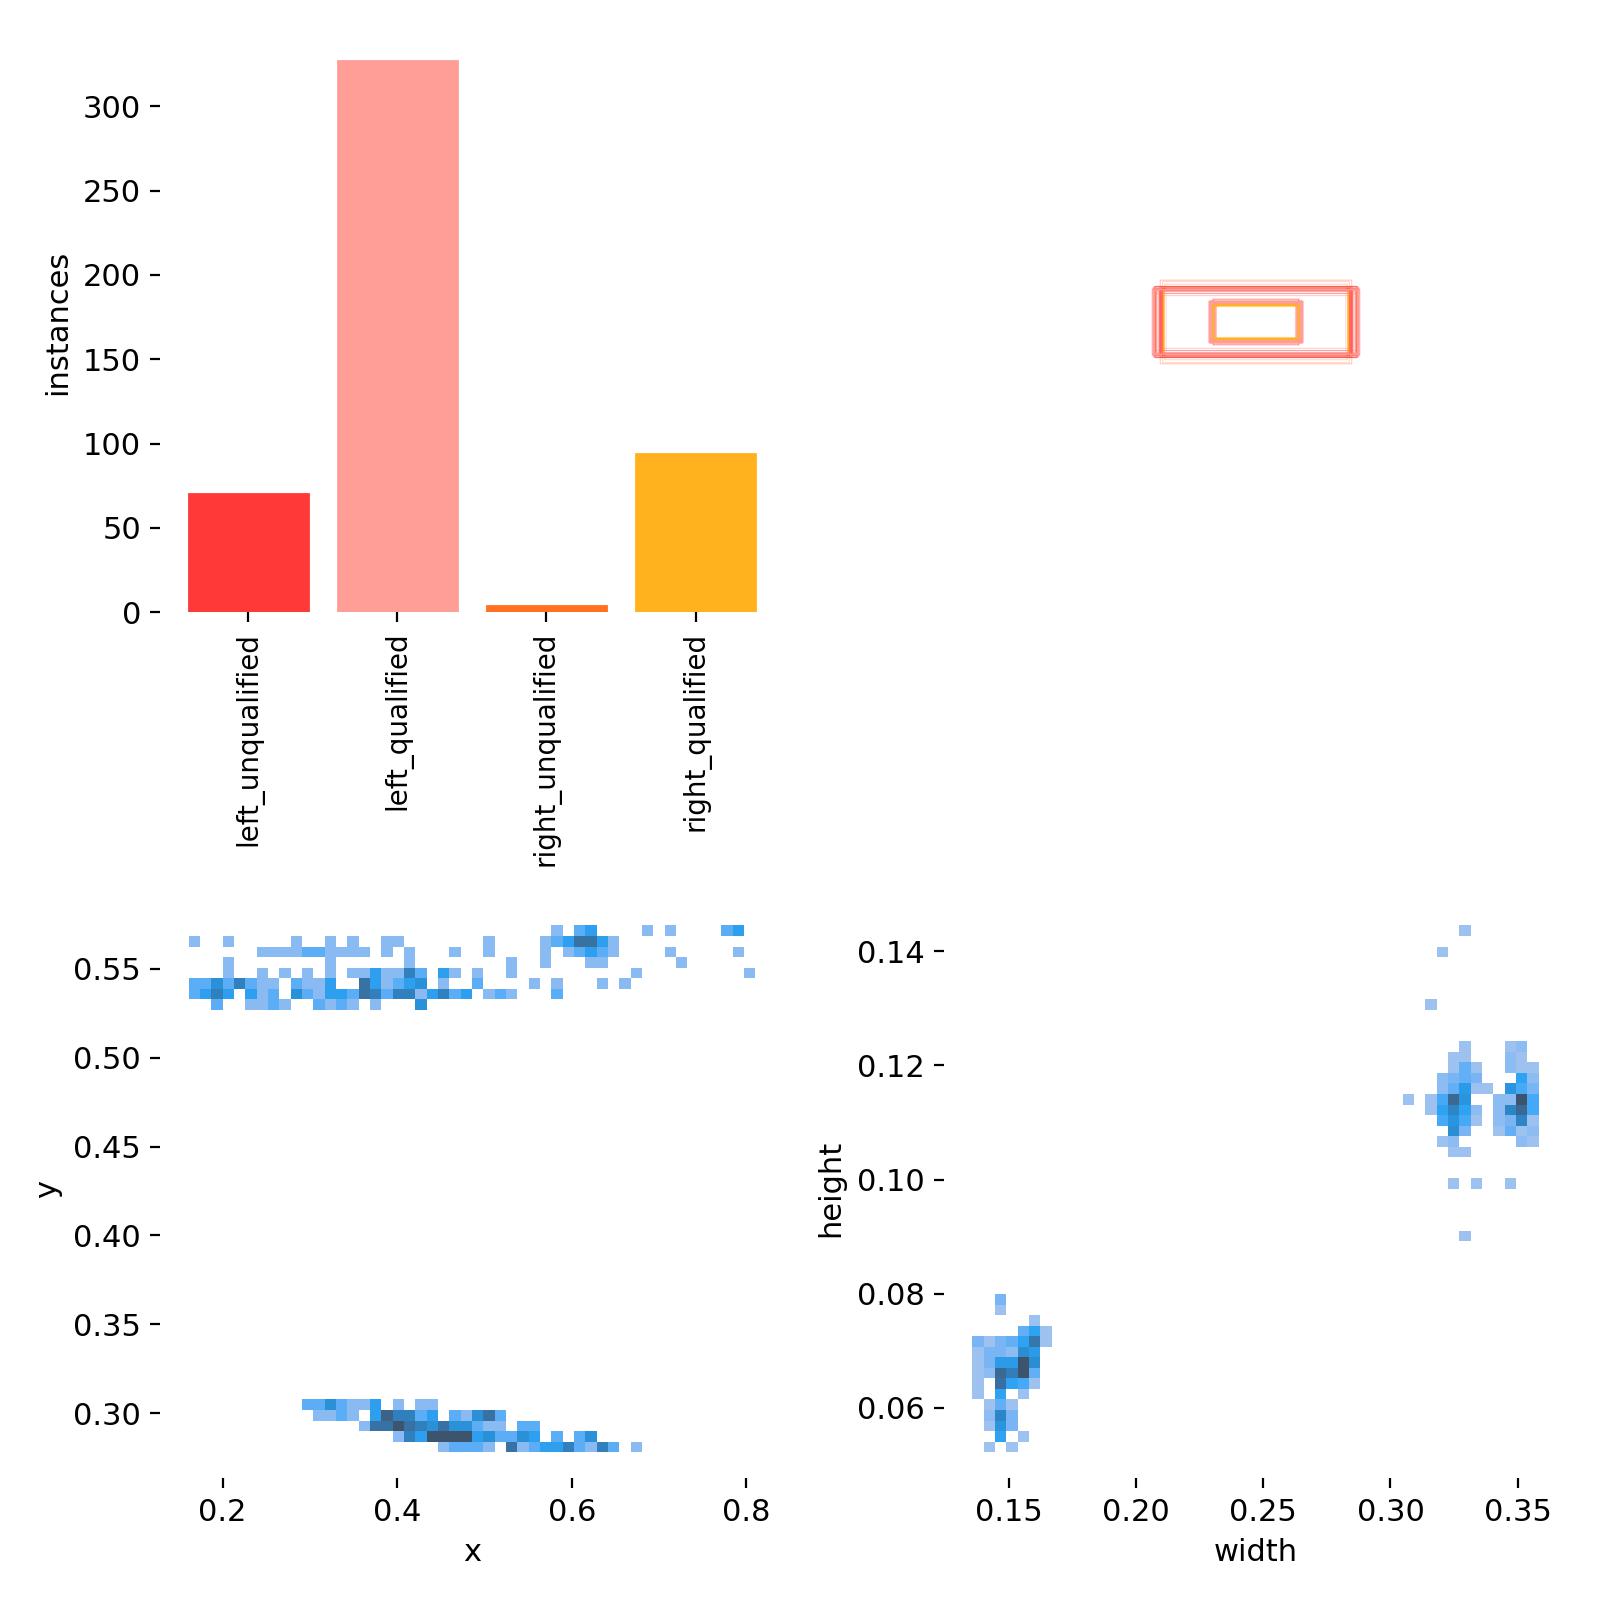 instances
300
250
200
150
100
50
0
left_unqualified
left_qualified
right_unqualified
right_qualified
y
0.55
0.50
0.45
0.40
0.35
0.30
0.2 0.4 0.6 0.8
x
height
0.14
0.12
0.10
0.08
0.06
0.15 0.20 0.25 0.30 0.35
width